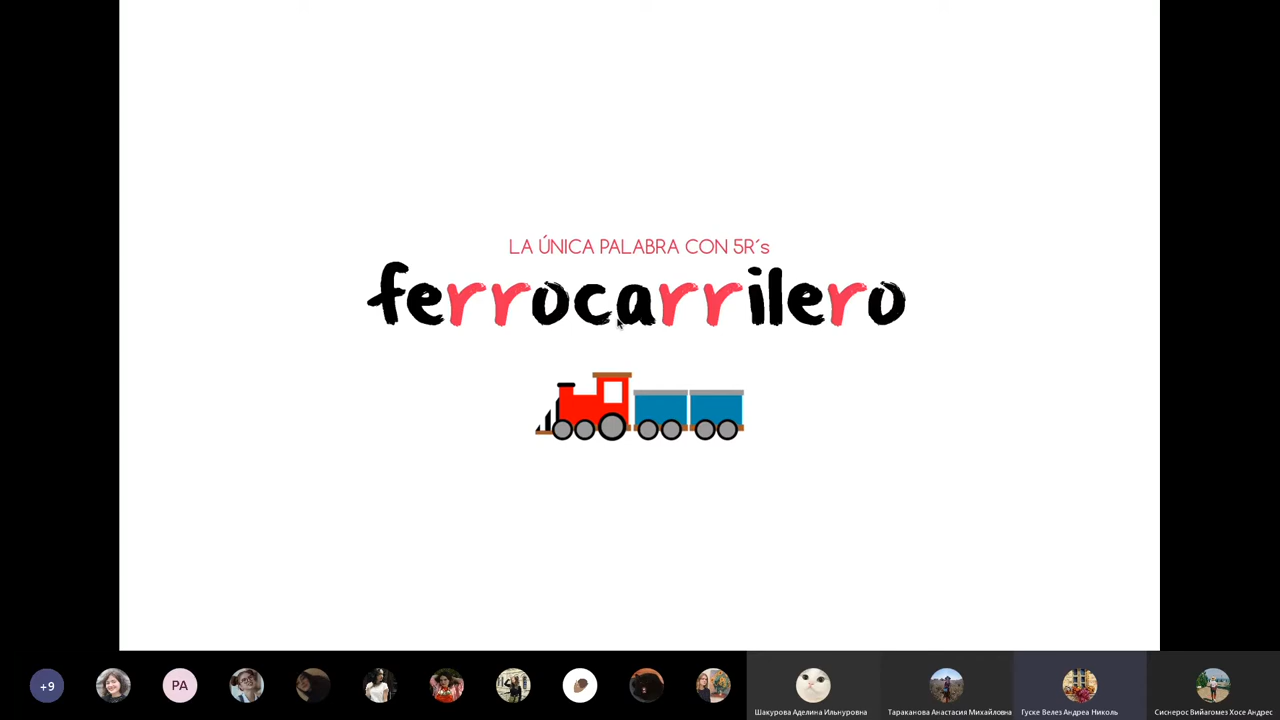 LA ÚNICA PALABRA CON 5R´s
ferrocarrilero
+9
PA
Шакурова Аделина Ильнуровна
Тараканова Анастасия Михайловна
Гуске Велез Андреа Николь
Сиснерос Вийагомез Хосе Андрес